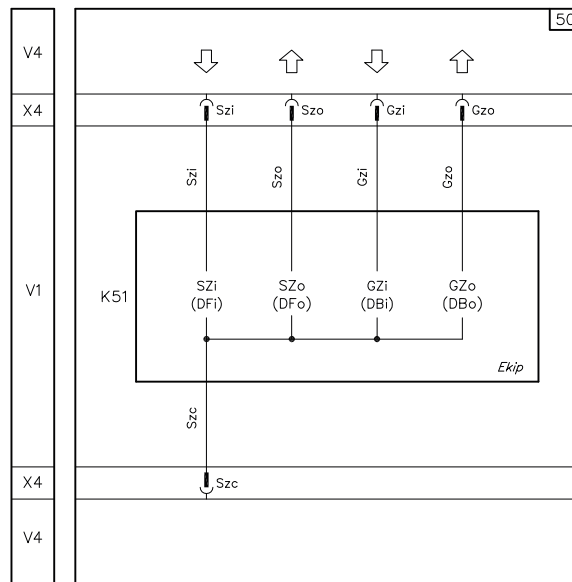 50
V4
X4
Szi Szo Gzi Gzo
Szi Szo Gzi Gzo
V1
K51
SZi SZo GZi GZo
(DFi) (DFo) (DBi) (DBo)
Ekip
Szc
X4
Szc
V4